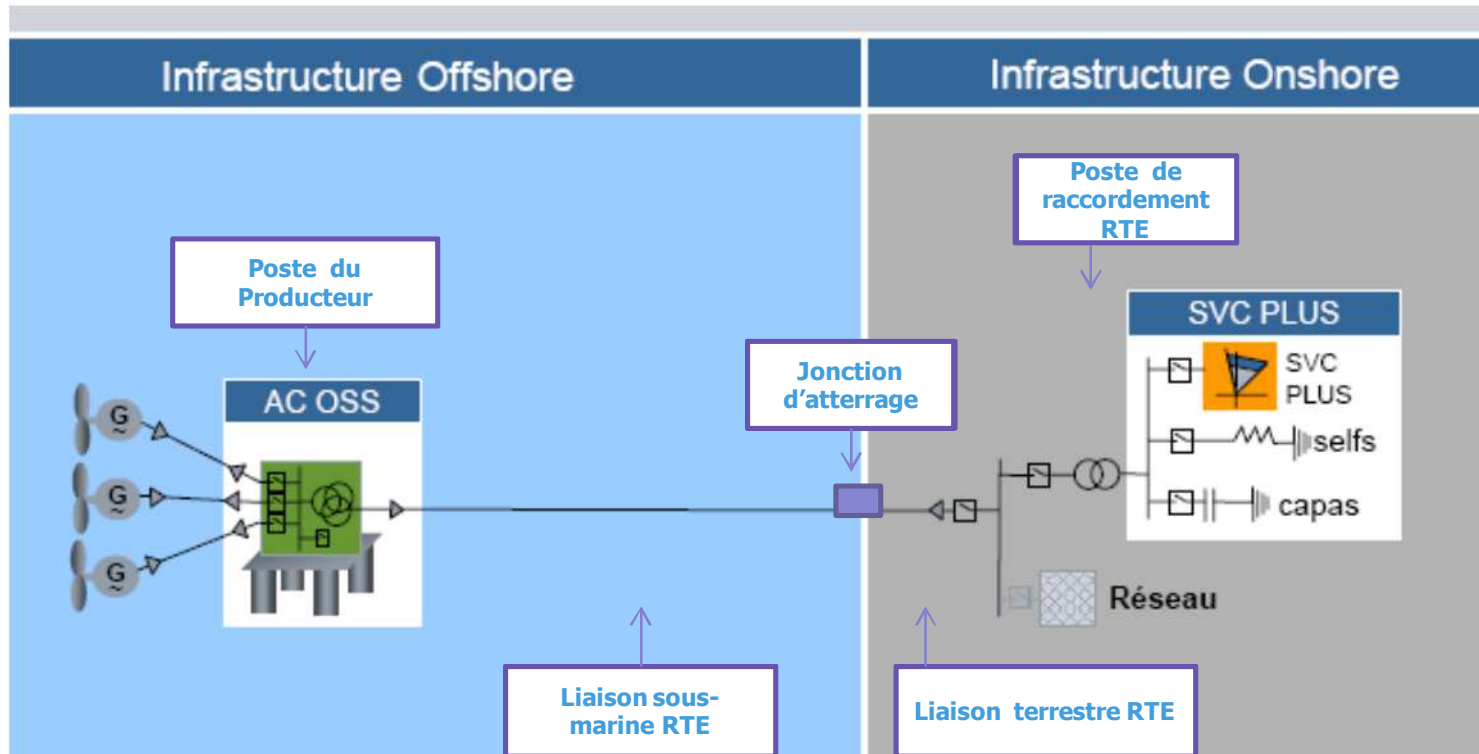 Infrastructure Offshore
Infrastructure Onshore
Poste de
raccordement
RTE
Poste du
Producteur
SVC PLUS
Jonction
d’atterrage
SVC
PLUS
AC OSS
G
~
selfs
G
~
capas
G
~
Réseau
Liaison sous-
marine RTE
Liaison terrestre RTE